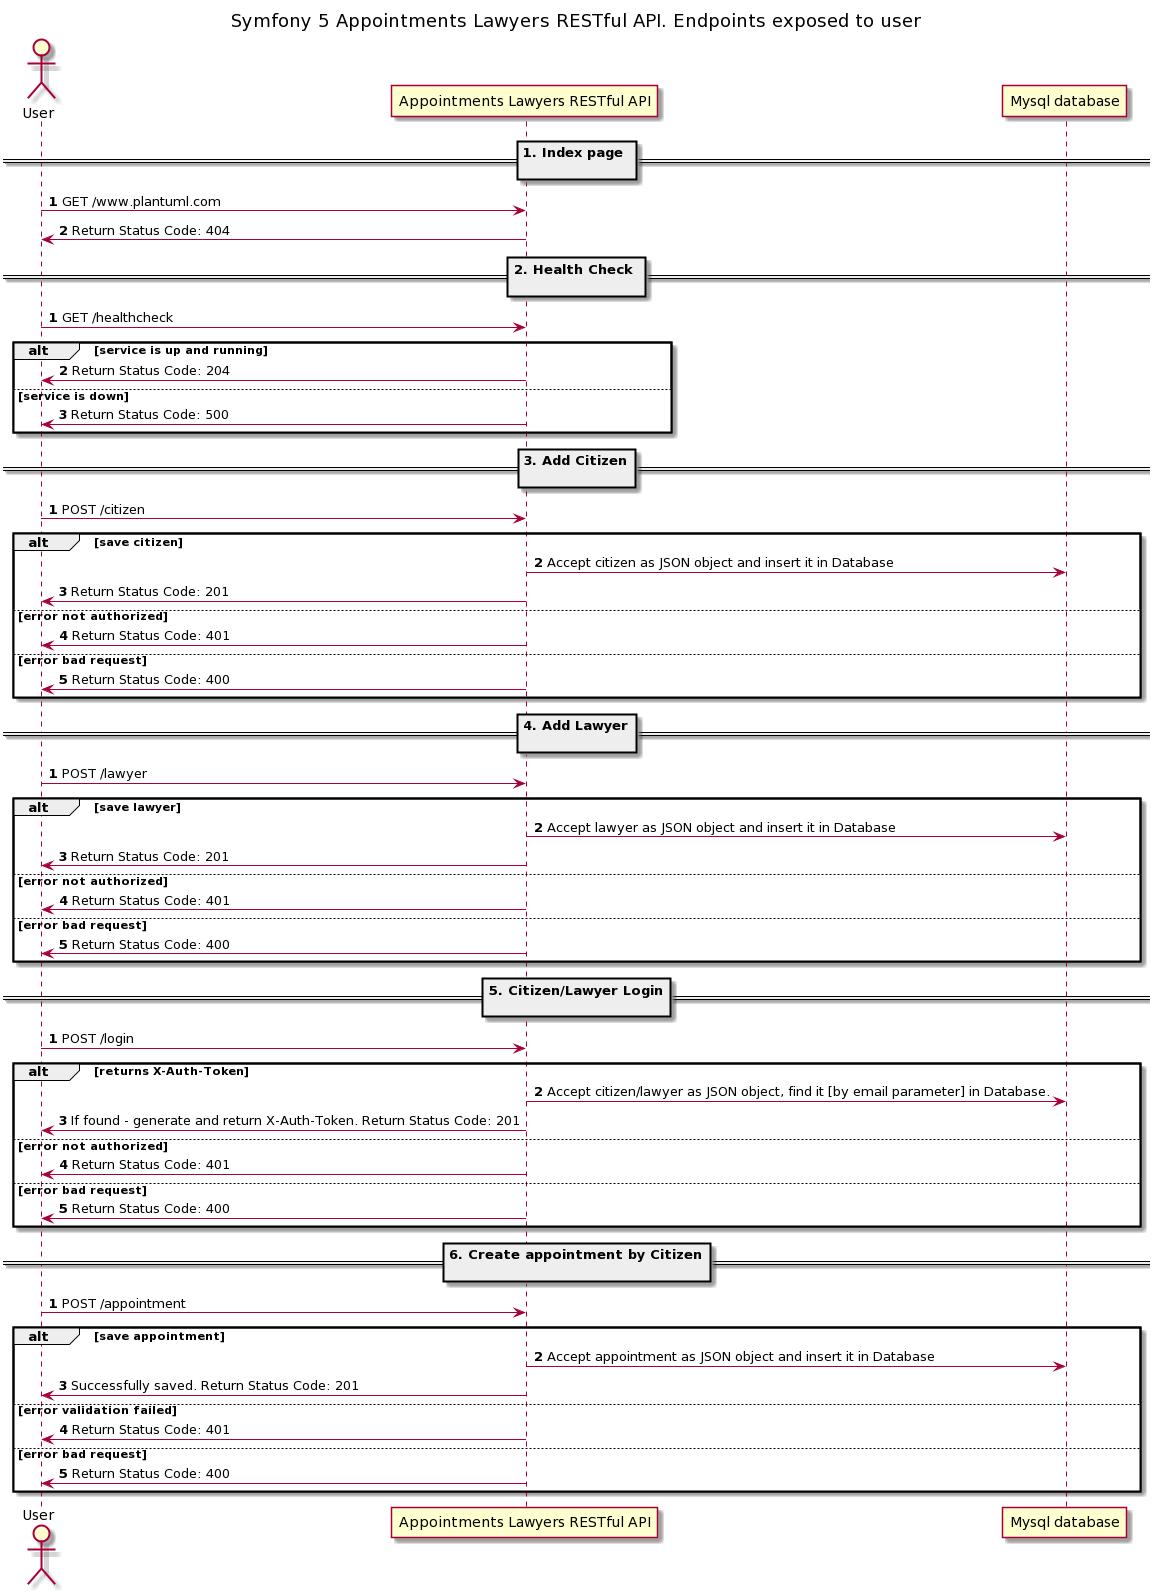 Symfony 5 Appointments Lawyers RESTful API. Endpoints exposed to user
User
Appointments Lawyers RESTful API
Mysql database
1. Index page
1 GET /www.plantuml.com
2 Return Status Code: 404
2. Health Check
1 GET /healthcheck
alt [service is up and running]
2 Return Status Code: 204
[service is down]
3 Return Status Code: 500
3. Add Citizen
1 POST /citizen
alt [save citizen]
2 Accept citizen as JSON object and insert it in Database
3 Return Status Code: 201
[error not authorized]
4 Return Status Code: 401
[error bad request]
5 Return Status Code: 400
4. Add Lawyer
1 POST /lawyer
alt [save lawyer]
2 Accept lawyer as JSON object and insert it in Database
3 Return Status Code: 201
[error not authorized]
4 Return Status Code: 401
[error bad request]
5 Return Status Code: 400
5. Citizen/Lawyer Login
1 POST /login
alt [returns X-Auth-Token]
2 Accept citizen/lawyer as JSON object, find it [by email parameter] in Database.
3 If found - generate and return X-Auth-Token. Return Status Code: 201
[error not authorized]
4 Return Status Code: 401
[error bad request]
5 Return Status Code: 400
6. Create appointment by Citizen
1 POST /appointment
alt [save appointment]
2 Accept appointment as JSON object and insert it in Database
3 Successfully saved. Return Status Code: 201
[error validation failed]
4 Return Status Code: 401
[error bad request]
5 Return Status Code: 400
User
Appointments Lawyers RESTful API
Mysql database